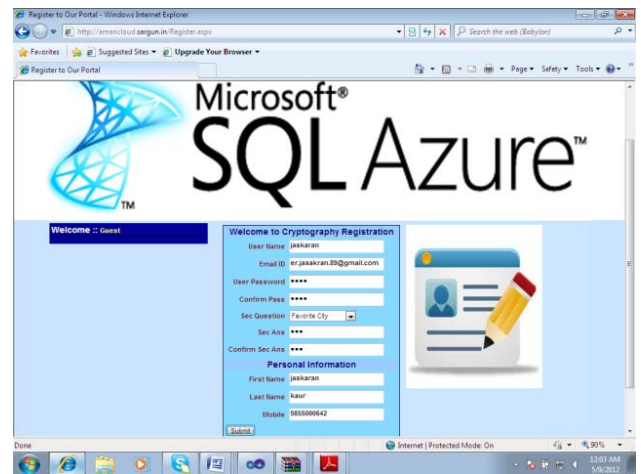 Register to Our Portal - Windows Internet Explorer
http://amancloud.sargun.in/Register.aspx
Search the web (Babylon)
Favorites Suggested Sites Upgrade Your Browser
Register to Our Portal
Page Safety Tools
Microsoft®
SQL Azure™
TM
Welcome :: Guest
Welcome to Cryptography Registration
User Name jaskaran
Email ID er.jasakran.89@gmail.com
User Password ••••
Confirm Pass ••••
Sec Question Favorite City
Sec Ans •••
Confirm Sec Ans •••
Personal Information
First Name jaskaran
Last Name kaur
Mobile 9855000642
Submit
Done
Internet | Protected Mode: On
90%
12:03 AM
5/9/2012